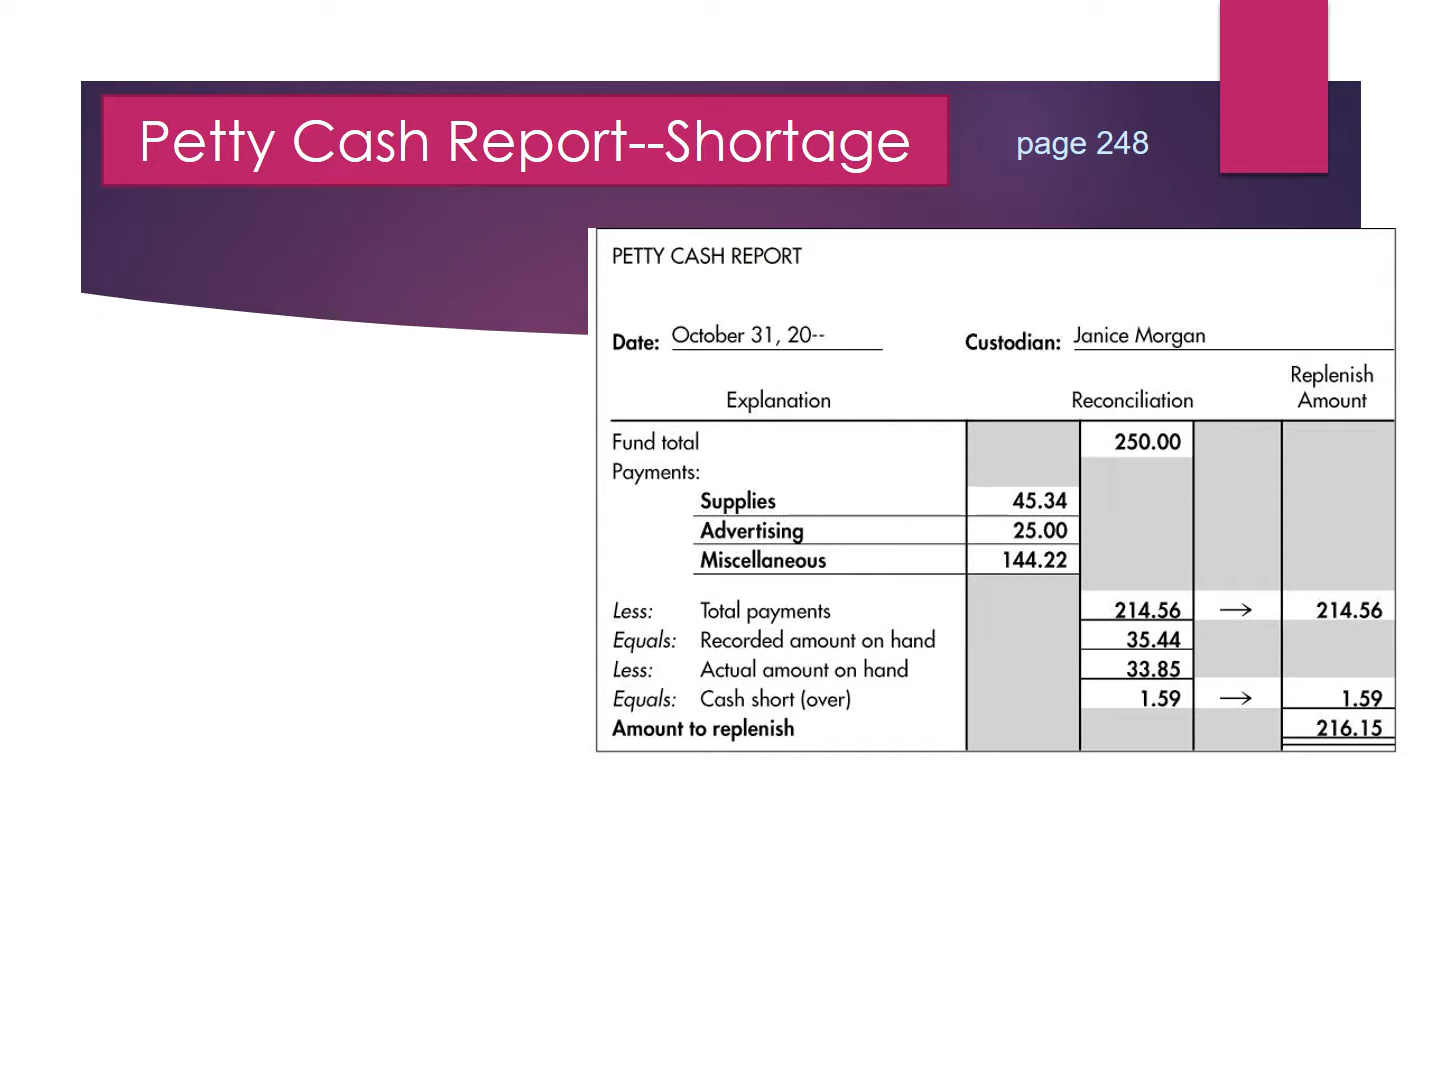 Petty Cash Report--Shortage page 248
PETTY CASH REPORT
Date: October 31, 20-- Custodian: Janice Morgan
Explanation Reconciliation Replenish Amount
Fund total 250.00
Payments:
Supplies 45.34
Advertising 25.00
Miscellaneous 144.22
Less: Total payments 214.56 → 214.56
Equals: Recorded amount on hand 35.44
Less: Actual amount on hand 33.85
Equals: Cash short (over) 1.59 → 1.59
Amount to replenish 216.15